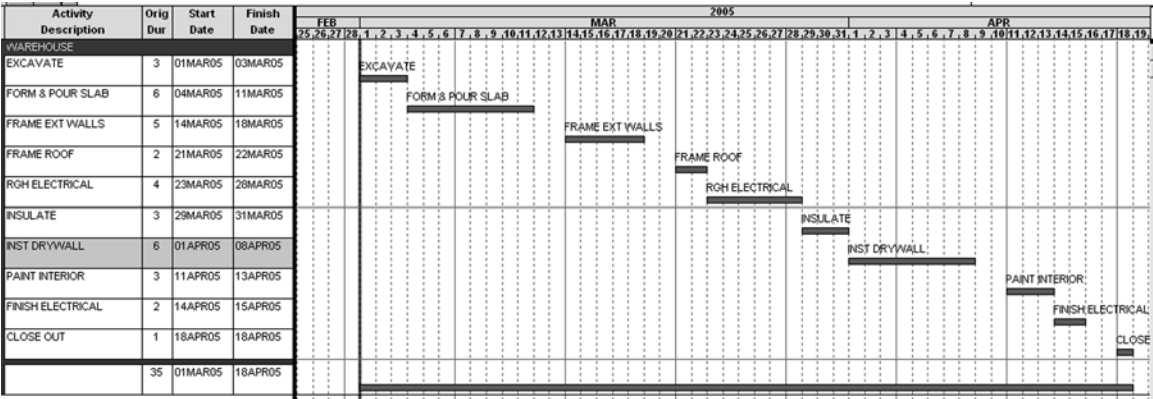 Activity Description Orig Dur Start Date Finish Date 2005
FEB MAR APR
25,26,27 28, 1 , 2 , 3 , 4 , 5 , 6 , 7 , 8 , 9 ,10,11,12,13 14,15,16,17,18,19,20 21,22,23,24,25,26,27 28,29,30,31, 1 , 2 , 3 , 4 , 5 , 6 , 7 , 8 , 9 , 10 11,12,13,14,15,16,17 18,19,
WAREHOUSE
EXCAVATE 3 01MAR05 03MAR05 EXCAVATE
FORM & POUR SLAB 6 04MAR05 11MAR05 FORM & POUR SLAB
FRAME EXT WALLS 5 14MAR05 18MAR05 FRAME EXT WALLS
FRAME ROOF 2 21MAR05 22MAR05 FRAME ROOF
RGH ELECTRICAL 4 23MAR05 28MAR05 RGH ELECTRICAL
INSULATE 3 29MAR05 31MAR05 INSULATE
INST DRYWALL 6 01APR05 08APR05 INST DRYWALL
PAINT INTERIOR 3 11APR05 13APR05 PAINT INTERIOR
FINISH ELECTRICAL 2 14APR05 15APR05 FINISH ELECTRICAL
CLOSE OUT 1 18APR05 18APR05 CLOSE
35 01MAR05 18APR05